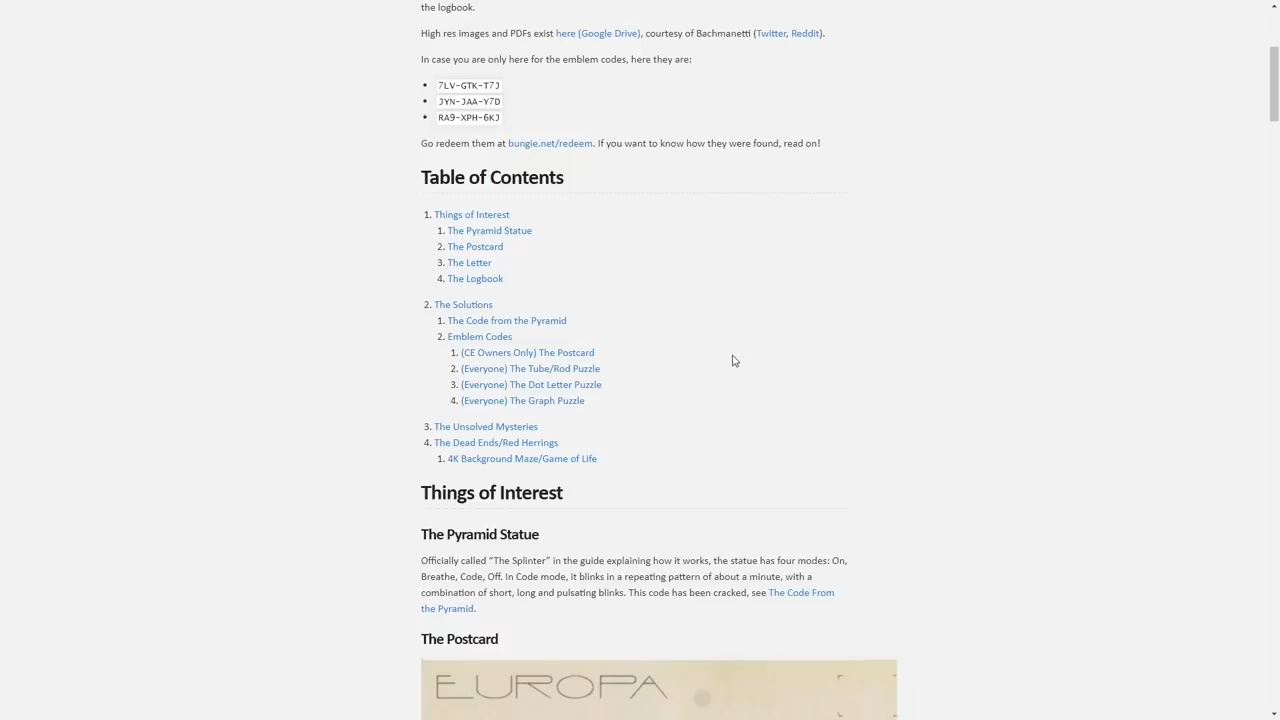 the logbook.
High res images and PDFs exist here (Google Drive), courtesy of Bachmanetti (Twitter, Reddit).
In case you are only here for the emblem codes, here they are:
• 7LV-GTK-T7J
• JYN-JAA-Y7D
• RA9-XPH-6KJ
Go redeem them at bungie.net/redeem. If you want to know how they were found, read on!
Table of Contents
1. Things of Interest
1. The Pyramid Statue
2. The Postcard
3. The Letter
4. The Logbook
2. The Solutions
1. The Code from the Pyramid
2. Emblem Codes
1. (CE Owners Only) The Postcard
2. (Everyone) The Tube/Rod Puzzle
3. (Everyone) The Dot Letter Puzzle
4. (Everyone) The Graph Puzzle
3. The Unsolved Mysteries
4. The Dead Ends/Red Herrings
1. 4K Background Maze/Game of Life
Things of Interest
The Pyramid Statue
Officially called “The Splinter” in the guide explaining how it works, the statue has four modes: On,
Breathe, Code, Off. In Code mode, it blinks in a repeating pattern of about a minute, with a
combination of short, long and pulsating blinks. This code has been cracked, see The Code From
the Pyramid.
The Postcard
EUROPA